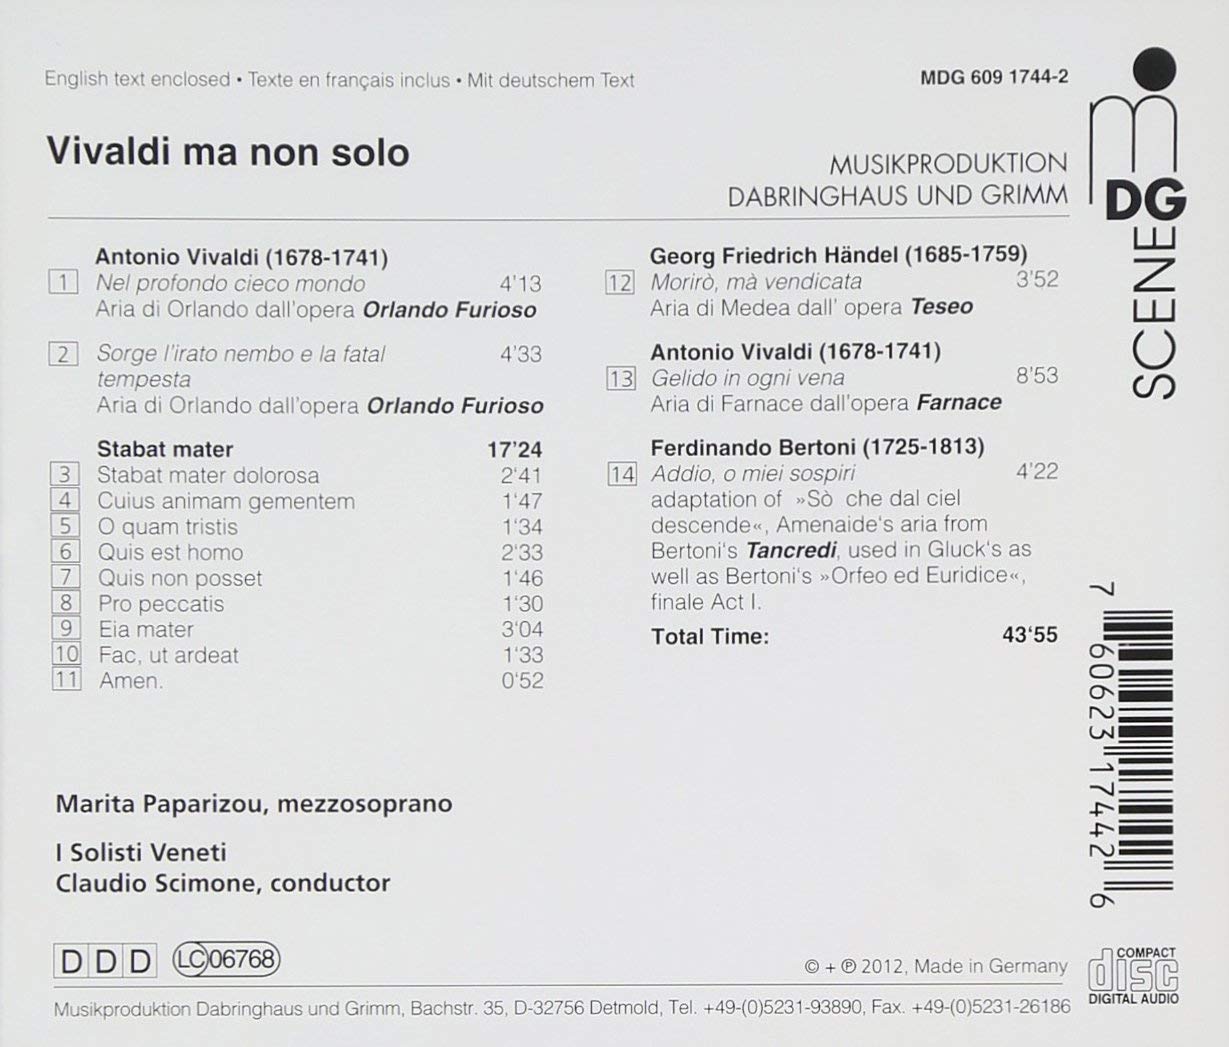 English text enclosed • Texte en français inclus • Mit deutschem Text
MDG 609 1744-2
Vivaldi ma non solo
MUSIKPRODUKTION
DABRINGHAUS UND GRIMM
m
DG
SCENE
Antonio Vivaldi (1678-1741)
1 Nel profondo cieco mondo 4'13
Aria di Orlando dall'opera Orlando Furioso
2 Sorge l'irato nembo e la fatal 4'33
tempesta
Aria di Orlando dall'opera Orlando Furioso
Stabat mater 17'24
3 Stabat mater dolorosa 2'41
4 Cuius animam gementem 1'47
5 O quam tristis 1'34
6 Quis est homo 2'33
7 Quis non posset 1'46
8 Pro peccatis 1'30
9 Eia mater 3'04
10 Fac, ut ardeat 1'33
11 Amen. 0'52
Georg Friedrich Händel (1685-1759)
12 Morirò, mà vendicata 3'52
Aria di Medea dall' opera Teseo
Antonio Vivaldi (1678-1741)
13 Gelido in ogni vena 8'53
Aria di Farnace dall'opera Farnace
Ferdinando Bertoni (1725-1813)
14 Addio, o miei sospiri 4'22
adaptation of »Sò che dal ciel
descende«, Amenaide's aria from
Bertoni's Tancredi, used in Gluck's as
well as Bertoni's »Orfeo ed Euridice«,
finale Act I.
Total Time: 43'55
7 60623 17442 6
Marita Paparizou, mezzosoprano
I Solisti Veneti
Claudio Scimone, conductor
D D D
LC 06768
© + ℗ 2012, Made in Germany
COMPACT
disc
DIGITAL AUDIO
Musikproduktion Dabringhaus und Grimm, Bachstr. 35, D-32756 Detmold, Tel. +49-(0)5231-93890, Fax. +49-(0)5231-26186